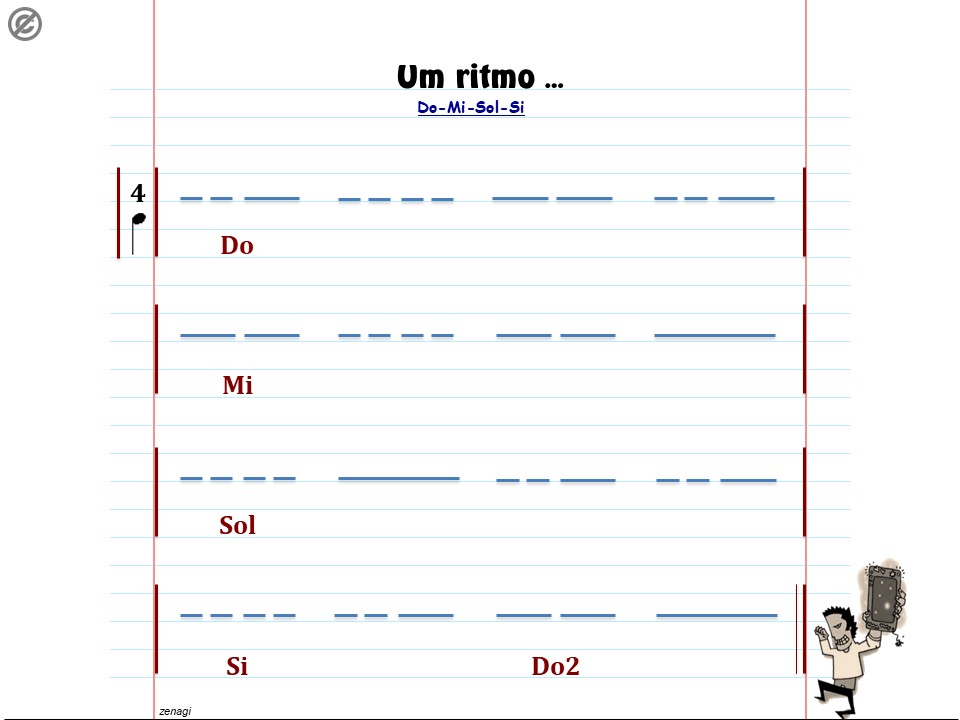 Um ritmo ...
Do-Mi-Sol-Si
4
Do
Mi
Sol
Si Do2
zenagi